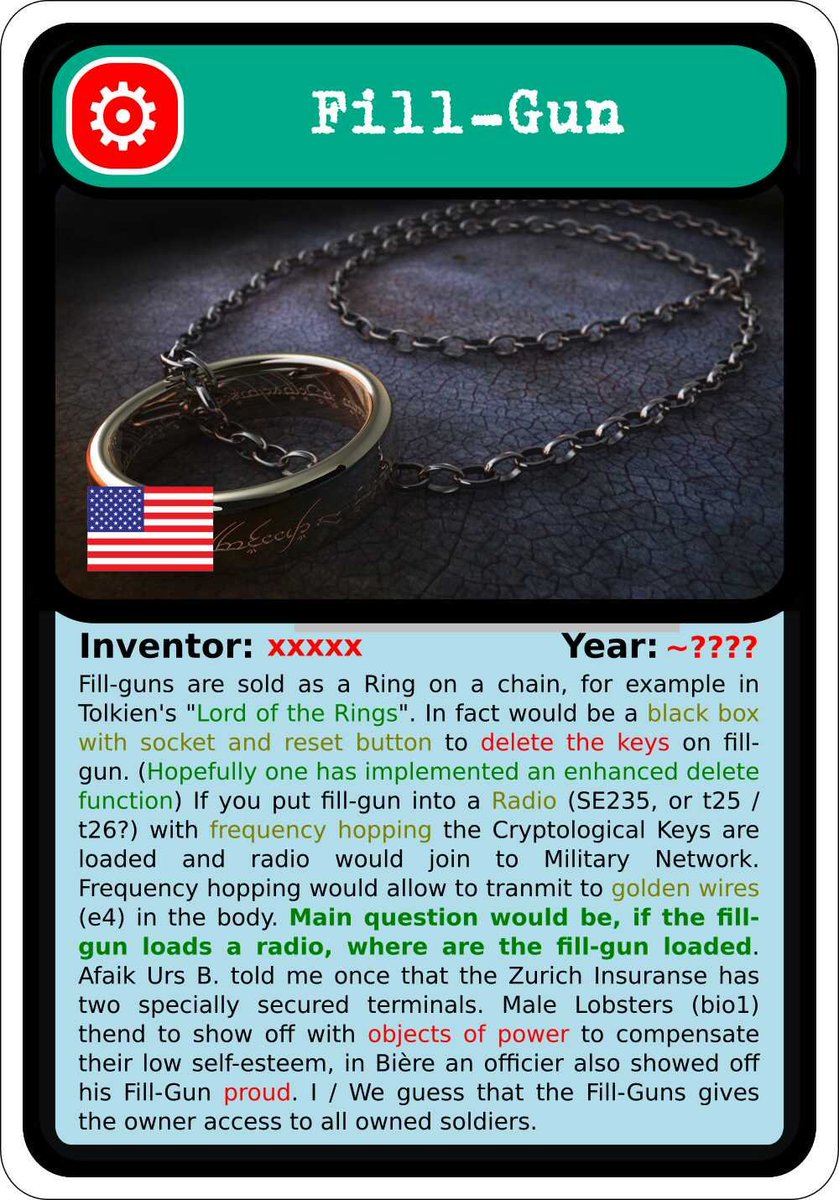 Fill-Gun
Inventor: xxxxx Year: ~????
Fill-guns are sold as a Ring on a chain, for example in
Tolkien's "Lord of the Rings". In fact would be a black box
with socket and reset button to delete the keys on fill-
gun. (Hopefully one has implemented an enhanced delete
function) If you put fill-gun into a Radio (SE235, or t25 /
t26?) with frequency hopping the Cryptological Keys are
loaded and radio would join to Military Network.
Frequency hopping would allow to tranmit to golden wires
(e4) in the body. Main question would be, if the fill-
gun loads a radio, where are the fill-gun loaded.
Afaik Urs B. told me once that the Zurich Insuranse has
two specially secured terminals. Male Lobsters (bio1)
thend to show off with objects of power to compensate
their low self-esteem, in Bière an officier also showed off
his Fill-Gun proud. I / We guess that the Fill-Guns gives
the owner access to all owned soldiers.